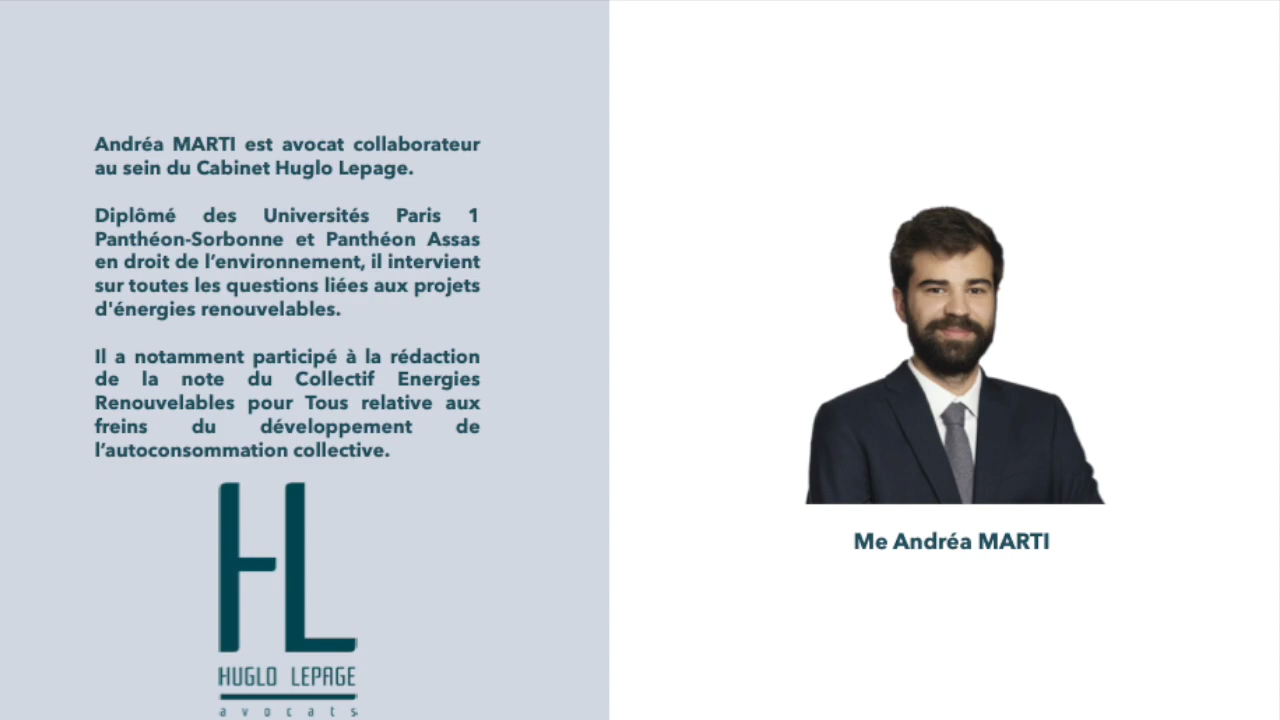 Andréa MARTI est avocat collaborateur
au sein du Cabinet Huglo Lepage.
Diplômé des Universités Paris 1
Panthéon-Sorbonne et Panthéon Assas
en droit de l’environnement, il intervient
sur toutes les questions liées aux projets
d'énergies renouvelables.
Il a notamment participé à la rédaction
de la note du Collectif Energies
Renouvelables pour Tous relative aux
freins du développement de
l’autoconsommation collective.
HL
HUGLO LEPAGE
avocats
Me Andréa MARTI